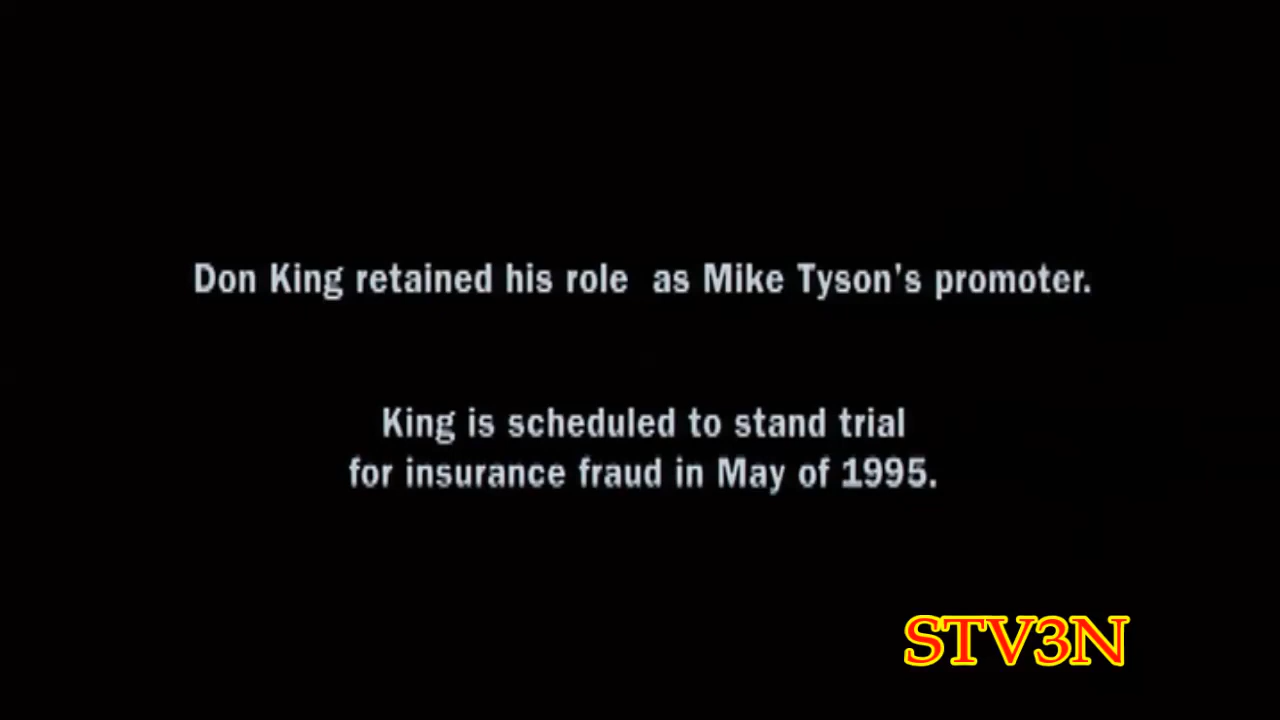 Don King retained his role  as Mike Tyson's promoter.
King is scheduled to stand trial
for insurance fraud in May of 1995.
STV3N